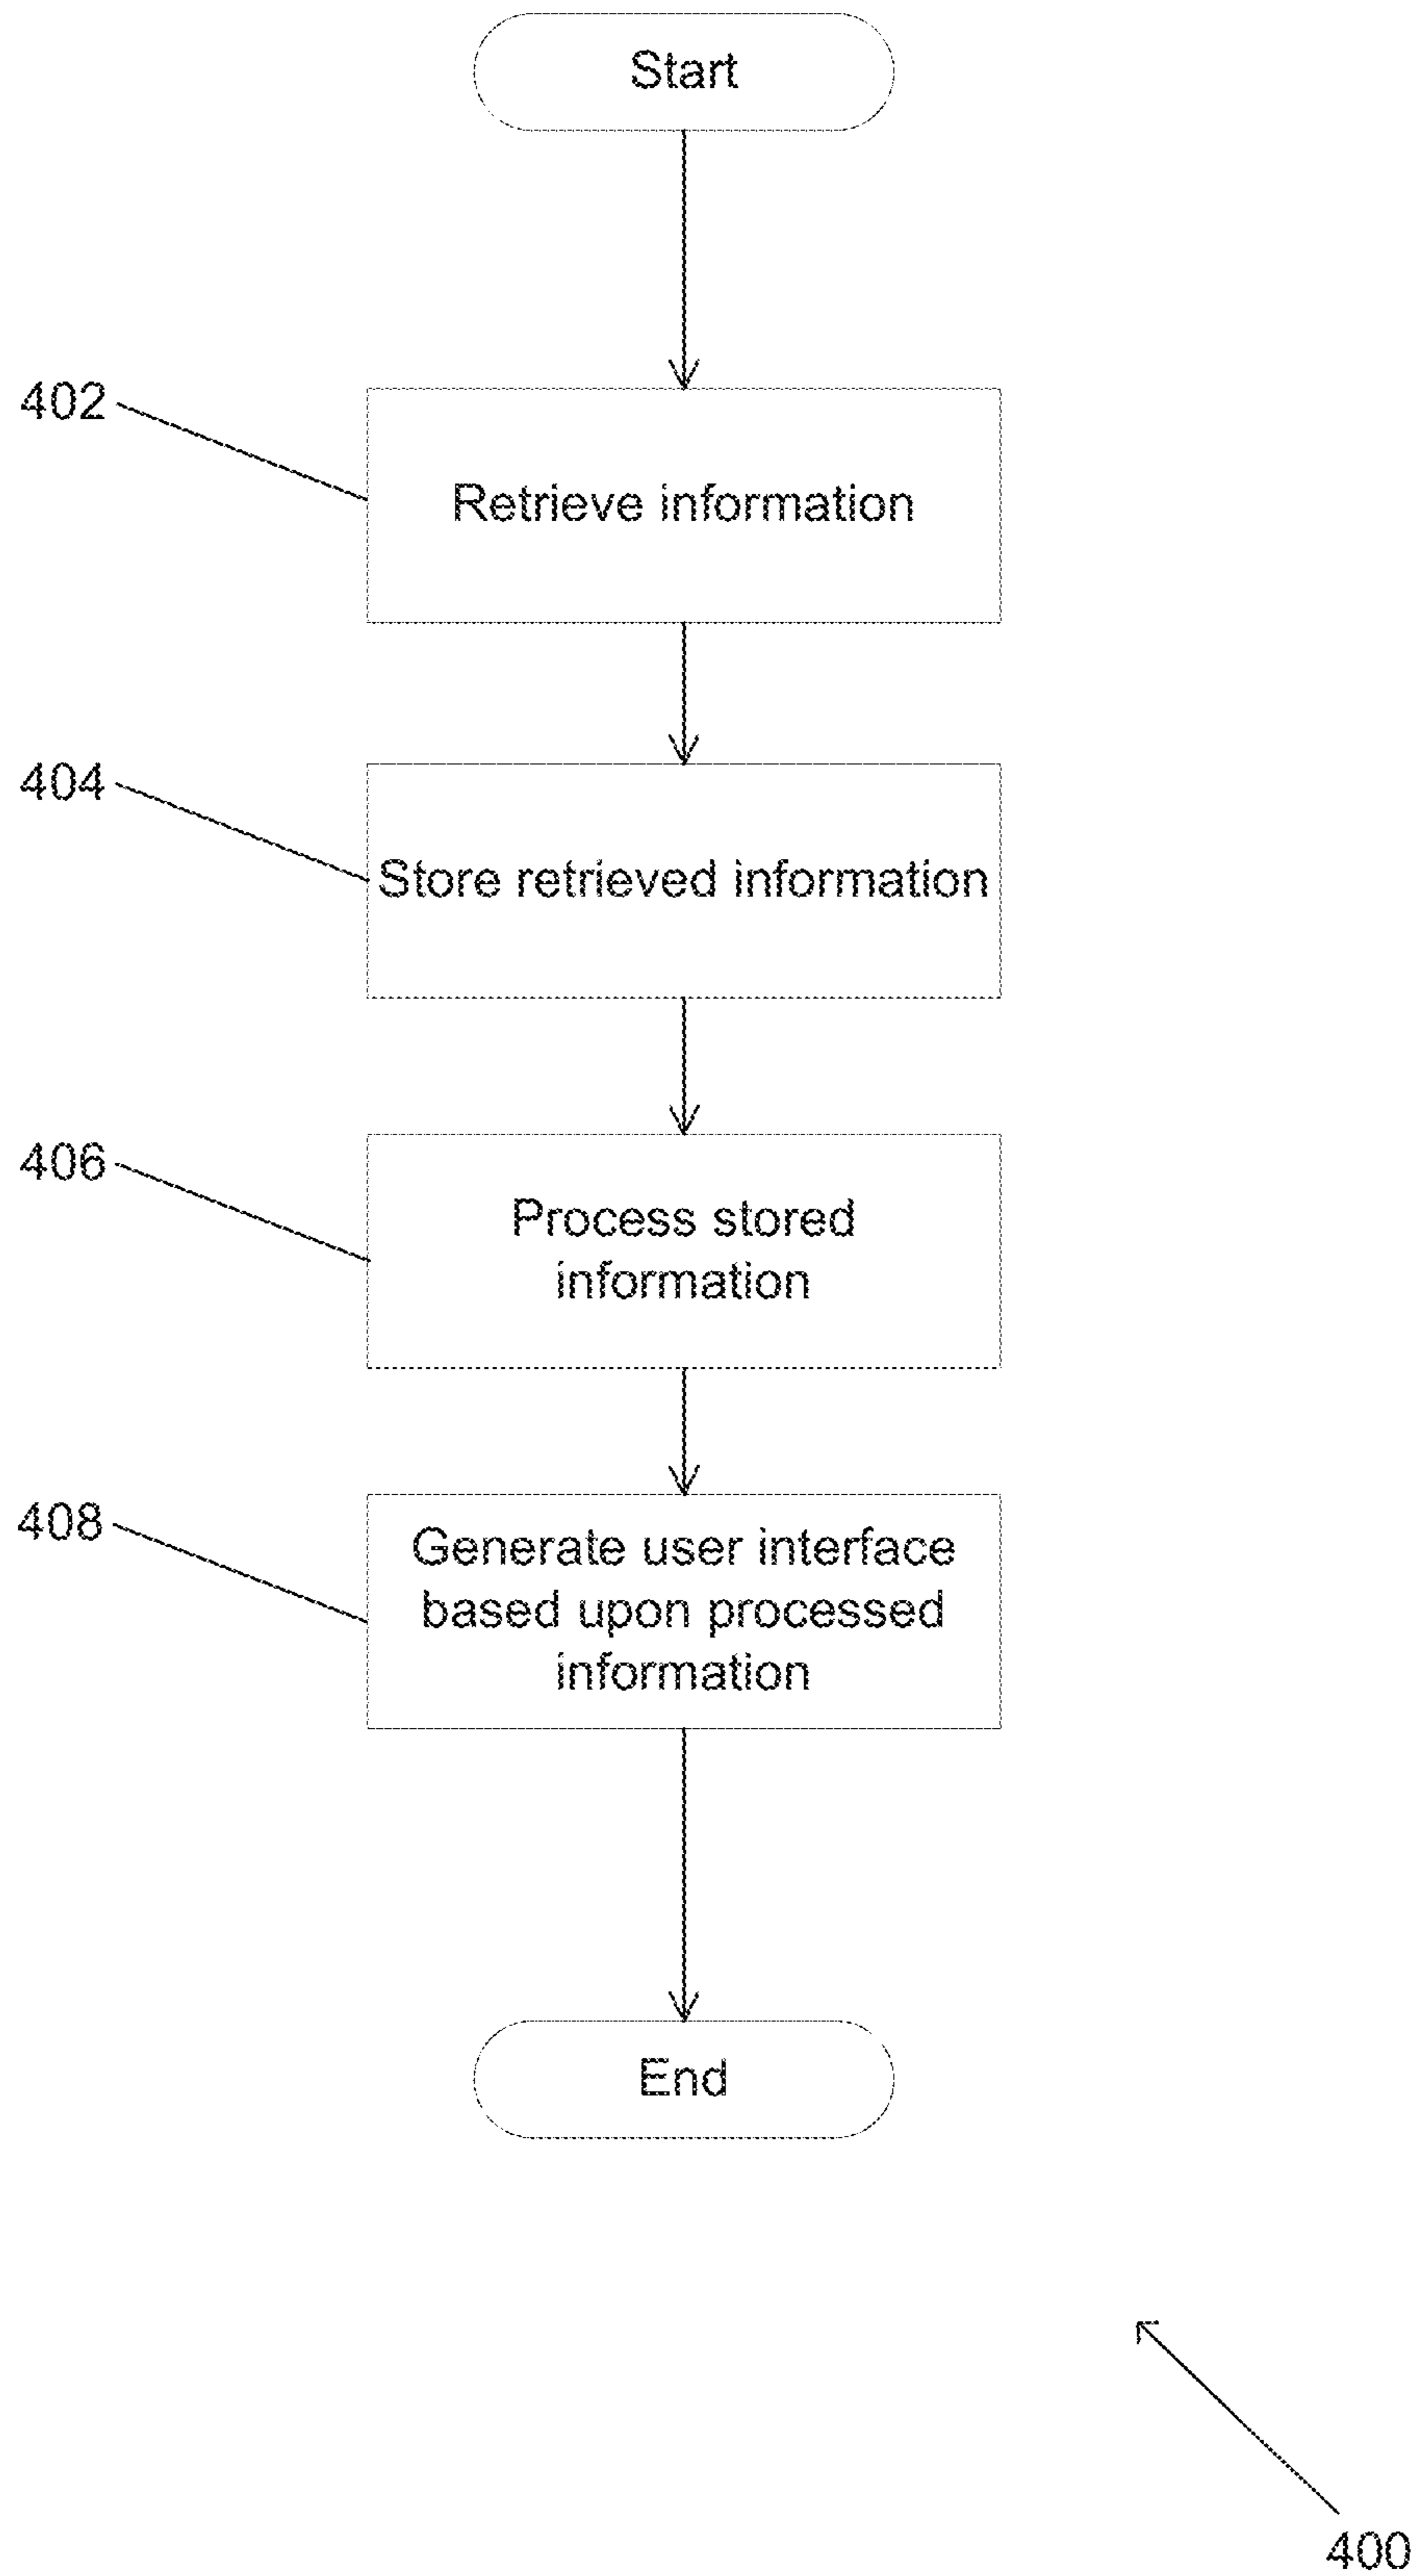 Start
402
Retrieve information
404
Store retrieved information
406
Process stored
information
408
Generate user interface
based upon processed
information
End
400